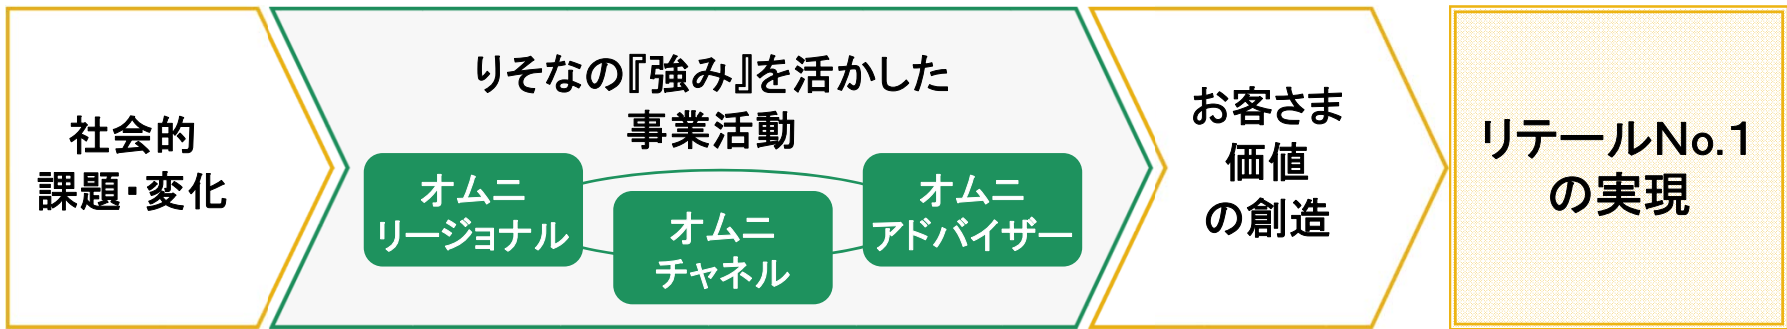 社会的
課題・変化
りそなの『強み』を活かした
事業活動
オムニ
リージョナル
オムニ
チャネル
オムニ
アドバイザー
お客さま
価値
の創造
リテールNo.1
の実現